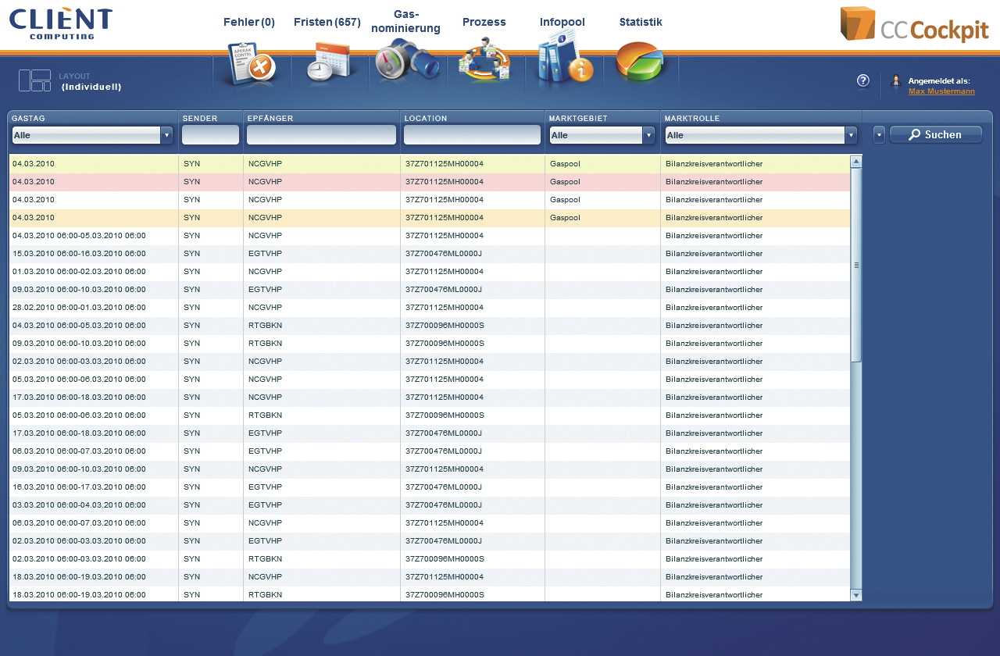 CLIENT
COMPUTING
Fehler (0)
Fristen (657)
Gas-
nominierung
Prozess
Infopool
Statistik
7 CC Cockpit
APERAK
CONTRL
LAYOUT
(Individuell)
?
Angemeldet als:
Max Mustermann
GASTAG SENDER EPFÄNGER LOCATION MARKTGEBIET MARKTROLLE
Alle Alle Alle Suchen
04.03.2010 SYN NCGVHP 37Z701125MH00004 Gaspool Bilanzkreisverantwortlicher
04.03.2010 SYN NCGVHP 37Z701125MH00004 Gaspool Bilanzkreisverantwortlicher
04.03.2010 SYN NCGVHP 37Z701125MH00004 Gaspool Bilanzkreisverantwortlicher
04.03.2010 SYN NCGVHP 37Z701125MH00004 Gaspool Bilanzkreisverantwortlicher
04.03.2010 06:00-05.03.2010 06:00 SYN NCGVHP 37Z701125MH00004 Bilanzkreisverantwortlicher
15.03.2010 06:00-16.03.2010 06:00 SYN EGTVHP 37Z700476ML0000J Bilanzkreisverantwortlicher
01.03.2010 06:00-02.03.2010 06:00 SYN NCGVHP 37Z701125MH00004 Bilanzkreisverantwortlicher
09.03.2010 06:00-10.03.2010 06:00 SYN EGTVHP 37Z700476ML0000J Bilanzkreisverantwortlicher
28.02.2010 06:00-01.03.2010 06:00 SYN NCGVHP 37Z701125MH00004 Bilanzkreisverantwortlicher
04.03.2010 06:00-05.03.2010 06:00 SYN RTGBKN 37Z700096MH0000S Bilanzkreisverantwortlicher
09.03.2010 06:00-10.03.2010 06:00 SYN RTGBKN 37Z700096MH0000S Bilanzkreisverantwortlicher
02.03.2010 06:00-03.03.2010 06:00 SYN NCGVHP 37Z701125MH00004 Bilanzkreisverantwortlicher
05.03.2010 06:00-06.03.2010 06:00 SYN NCGVHP 37Z701125MH00004 Bilanzkreisverantwortlicher
17.03.2010 06:00-18.03.2010 06:00 SYN NCGVHP 37Z701125MH00004 Bilanzkreisverantwortlicher
05.03.2010 06:00-06.03.2010 06:00 SYN RTGBKN 37Z700096MH0000S Bilanzkreisverantwortlicher
17.03.2010 06:00-18.03.2010 06:00 SYN EGTVHP 37Z700476ML0000J Bilanzkreisverantwortlicher
06.03.2010 06:00-07.03.2010 06:00 SYN EGTVHP 37Z700476ML0000J Bilanzkreisverantwortlicher
09.03.2010 06:00-10.03.2010 06:00 SYN NCGVHP 37Z701125MH00004 Bilanzkreisverantwortlicher
16.03.2010 06:00-17.03.2010 06:00 SYN EGTVHP 37Z700476ML0000J Bilanzkreisverantwortlicher
03.03.2010 06:00-04.03.2010 06:00 SYN EGTVHP 37Z700476ML0000J Bilanzkreisverantwortlicher
06.03.2010 06:00-07.03.2010 06:00 SYN NCGVHP 37Z701125MH00004 Bilanzkreisverantwortlicher
02.03.2010 06:00-03.03.2010 06:00 SYN EGTVHP 37Z700476ML0000J Bilanzkreisverantwortlicher
02.03.2010 06:00-03.03.2010 06:00 SYN RTGBKN 37Z700096MH0000S Bilanzkreisverantwortlicher
18.03.2010 06:00-19.03.2010 06:00 SYN NCGVHP 37Z701125MH00004 Bilanzkreisverantwortlicher
18.03.2010 06:00-19.03.2010 06:00 SYN RTGBKN 37Z700096MH0000S Bilanzkreisverantwortlicher